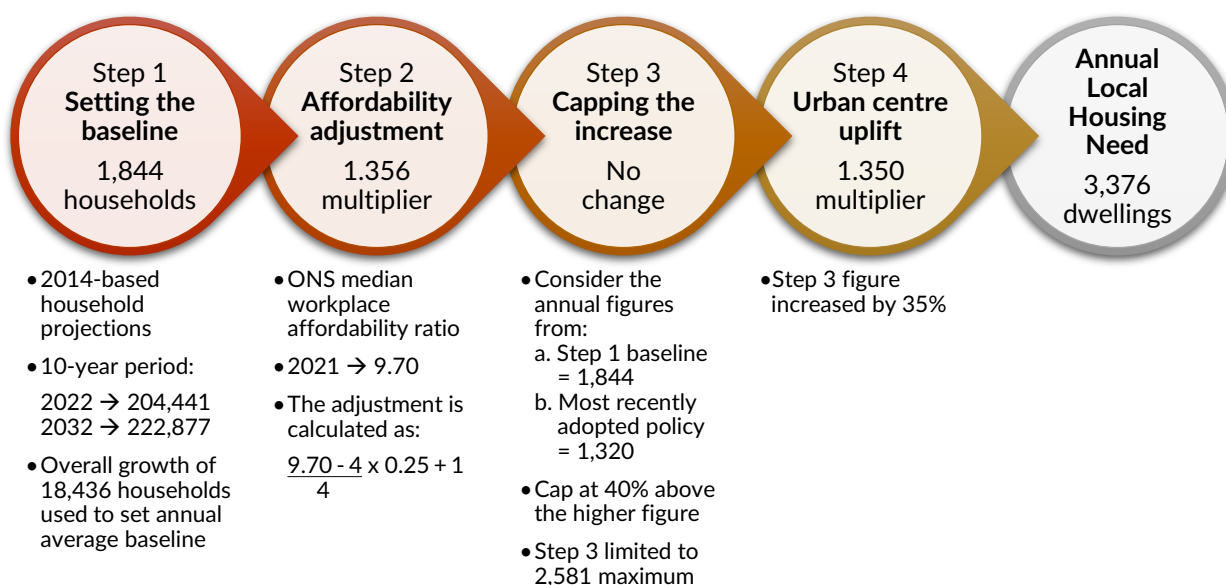 Step 1
Setting the
baseline
1,844
households
Step 2
Affordability
adjustment
1.356
multiplier
Step 3
Capping the
increase
No
change
Step 4
Urban centre
uplift
1.350
multiplier
Annual
Local
Housing
Need
3,376
dwellings
•2014-based
household
projections
•10-year period:
2022 → 204,441
2032 → 222,877
•Overall growth of
18,436 households
used to set annual
average baseline
•ONS median
workplace
affordability ratio
•2021 → 9.70
•The adjustment is
calculated as:
9.70 - 4 x 0.25 + 1
4
•Consider the
annual figures
from:
a. Step 1 baseline
= 1,844
b. Most recently
adopted policy
= 1,320
•Cap at 40% above
the higher figure
•Step 3 limited to
2,581 maximum
•Step 3 figure
increased by 35%